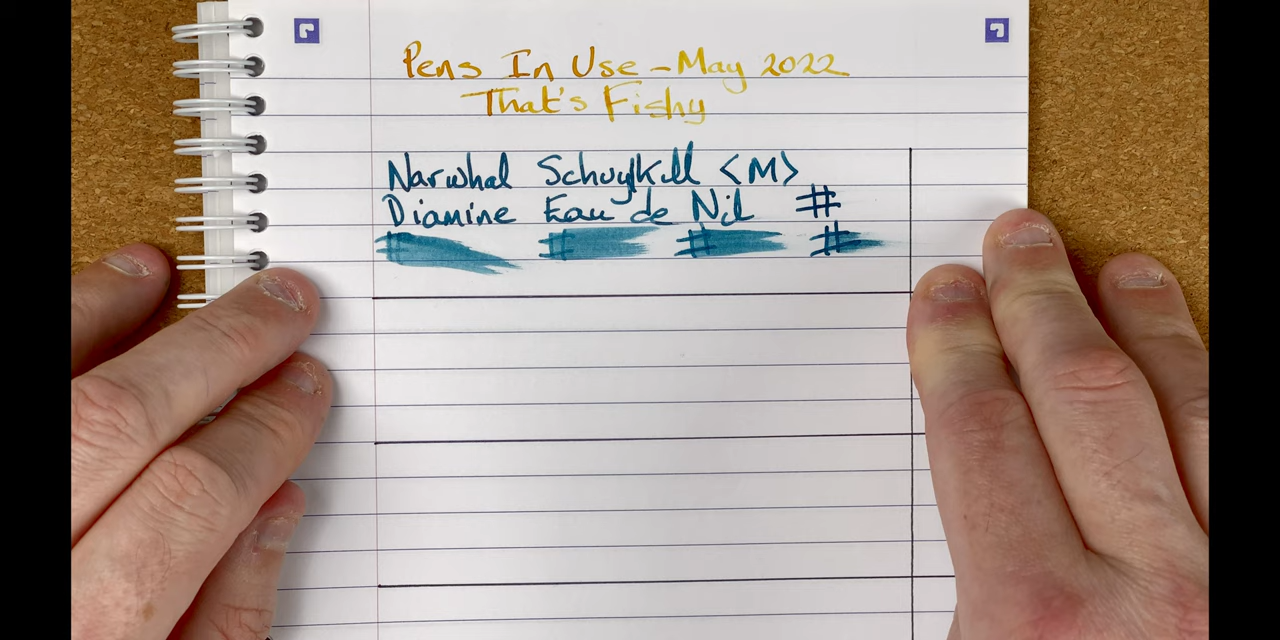 Pens In Use - May 2022
That's Fishy
Narwhal Schuylkill <M>
Diamine Eau de Nil #
# # # #